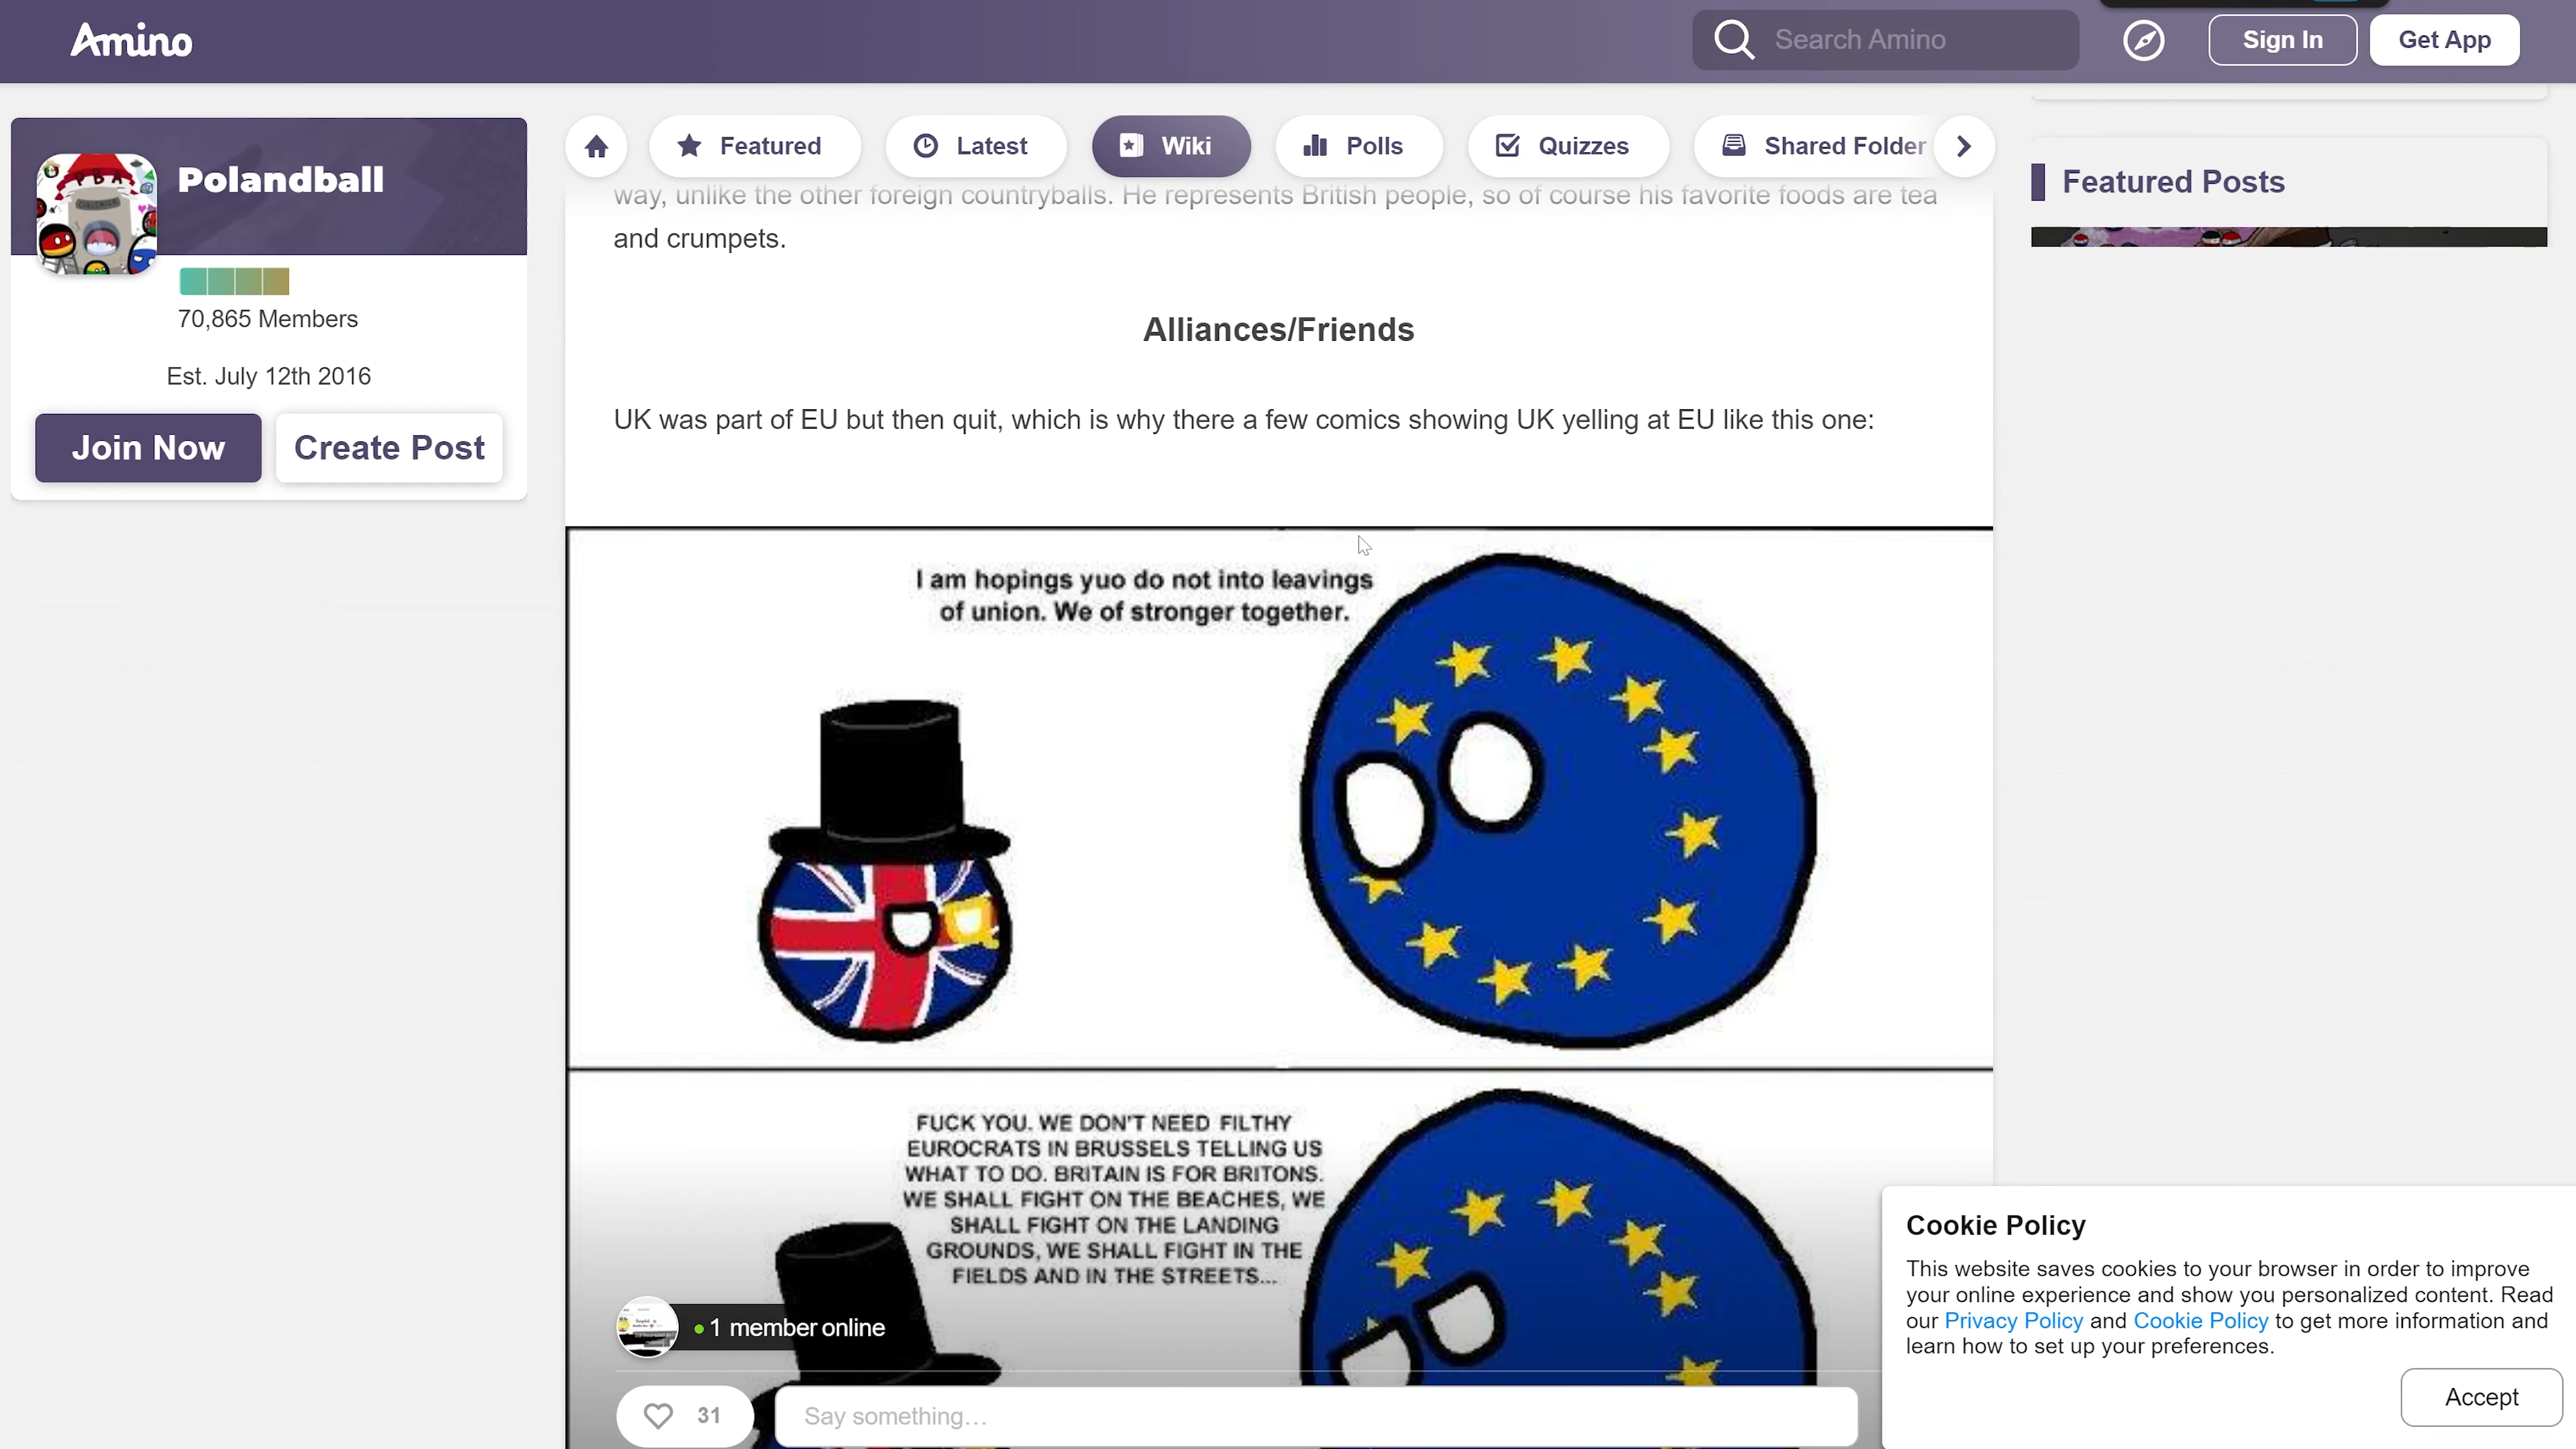 Amino
Search Amino
Sign In
Get App
Polandball
70,865 Members
Est. July 12th 2016
Join Now
Create Post
Featured
Latest
Wiki
Polls
Quizzes
Shared Folder
way, unlike the other foreign countryballs. He represents British people, so of course his favorite foods are tea
and crumpets.
Alliances/Friends
UK was part of EU but then quit, which is why there a few comics showing UK yelling at EU like this one:
I am hopings yuo do not into leavings
of union. We of stronger together.
FUCK YOU. WE DON'T NEED FILTHY
EUROCRATS IN BRUSSELS TELLING US
WHAT TO DO. BRITAIN IS FOR BRITONS.
WE SHALL FIGHT ON THE BEACHES, WE
SHALL FIGHT ON THE LANDING
GROUNDS, WE SHALL FIGHT IN THE
FIELDS AND IN THE STREETS...
1 member online
31
Say something...
Featured Posts
Cookie Policy
This website saves cookies to your browser in order to improve
your online experience and show you personalized content. Read
our Privacy Policy and Cookie Policy to get more information and
learn how to set up your preferences.
Accept